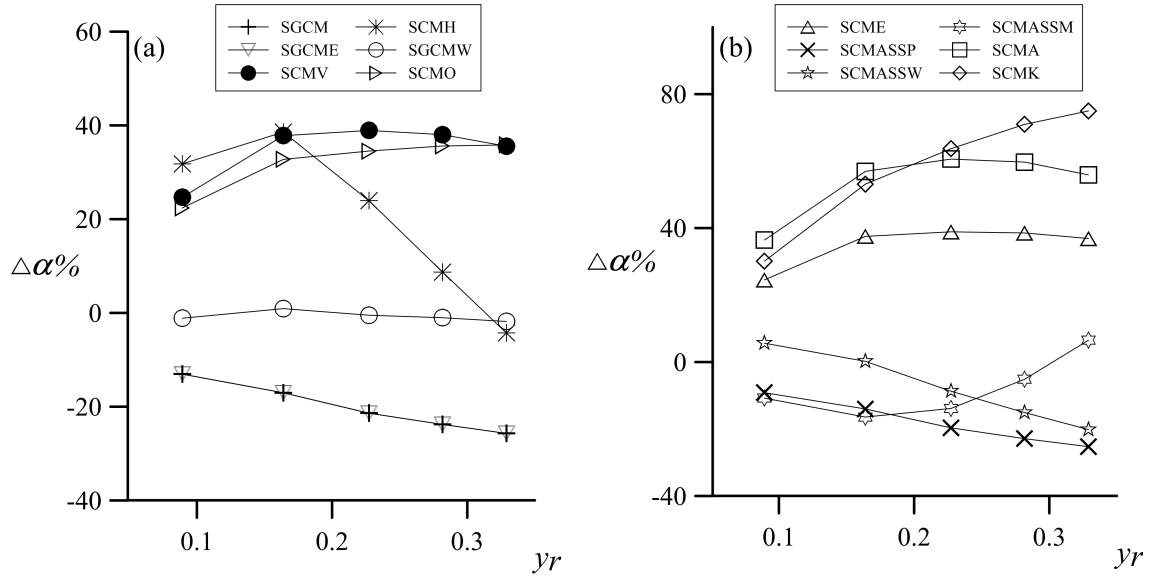 SGCM SCMH
SGCME SGCMW
SCMV SCMO
(a)
60
40
20
0
-20
-40
△α%
0.1 0.2 0.3
yr
SCME SCMASSM
SCMASSP SCMA
SCMASSW SCMK
(b)
80
40
0
-40
△α%
0.1 0.2 0.3
yr